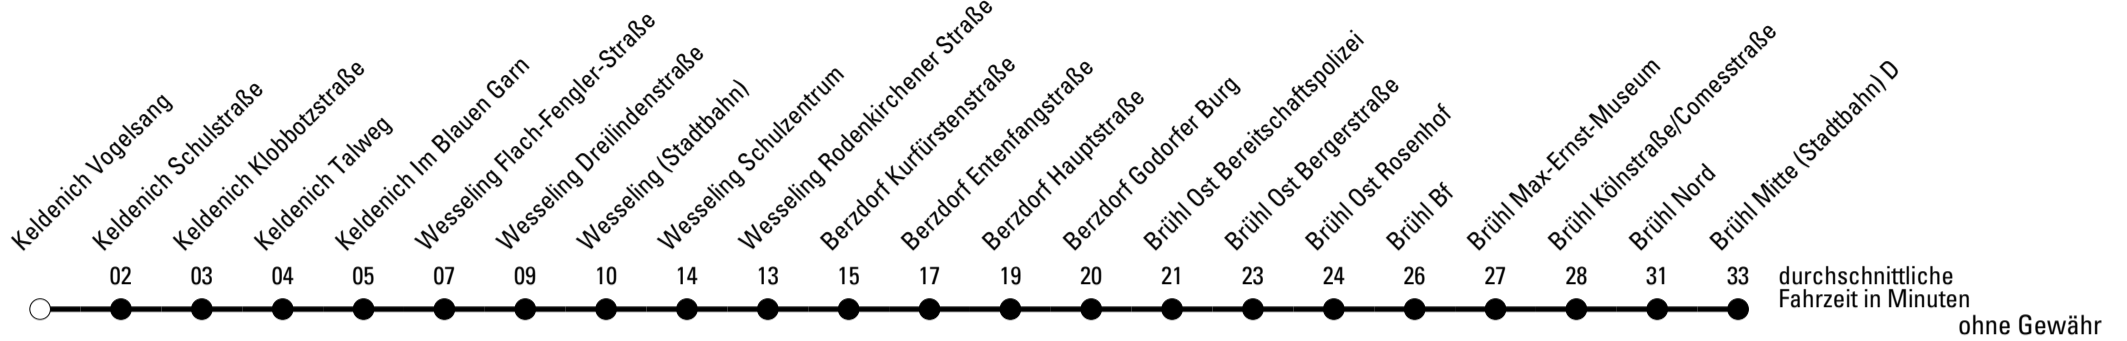 Keldenich Vogelsang
Keldenich Schulstraße
Keldenich Klobbotzstraße
Keldenich Talweg
Keldenich Im Blauen Garn
Wesseling Flach-Fengler-Straße
Wesseling Dreilindenstraße
Wesseling (Stadtbahn)
Wesseling Schulzentrum
Wesseling Rodenkirchener Straße
Berzdorf Kurfürstenstraße
Berzdorf Entenfangstraße
Berzdorf Hauptstraße
Berzdorf Godorfer Burg
Brühl Ost Bereitschaftspolizei
Brühl Ost Bergerstraße
Brühl Ost Rosenhof
Brühl Bf
Brühl Max-Ernst-Museum
Brühl Kölnstraße/Comesstraße
Brühl Nord
Brühl Mitte (Stadtbahn) D
02 03 04 05 07 09 10 14 13 15 17 19 20 21 23 24 26 27 28 31 33 durchschnittliche
Fahrzeit in Minuten
ohne Gewähr